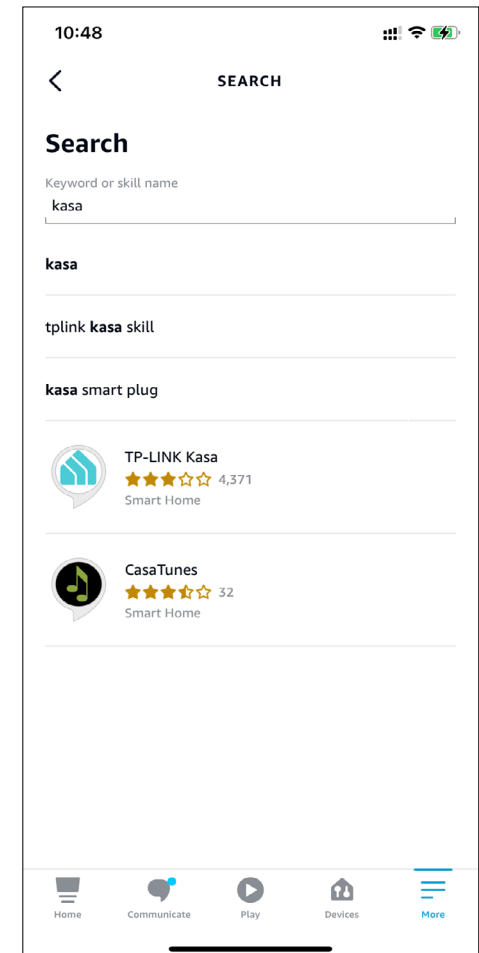 10:48
SEARCH
Search
Keyword or skill name
kasa
kasa
tplink kasa skill
kasa smart plug
TP-LINK Kasa
4,371
Smart Home
CasaTunes
32
Smart Home
Home Communicate Play Devices More